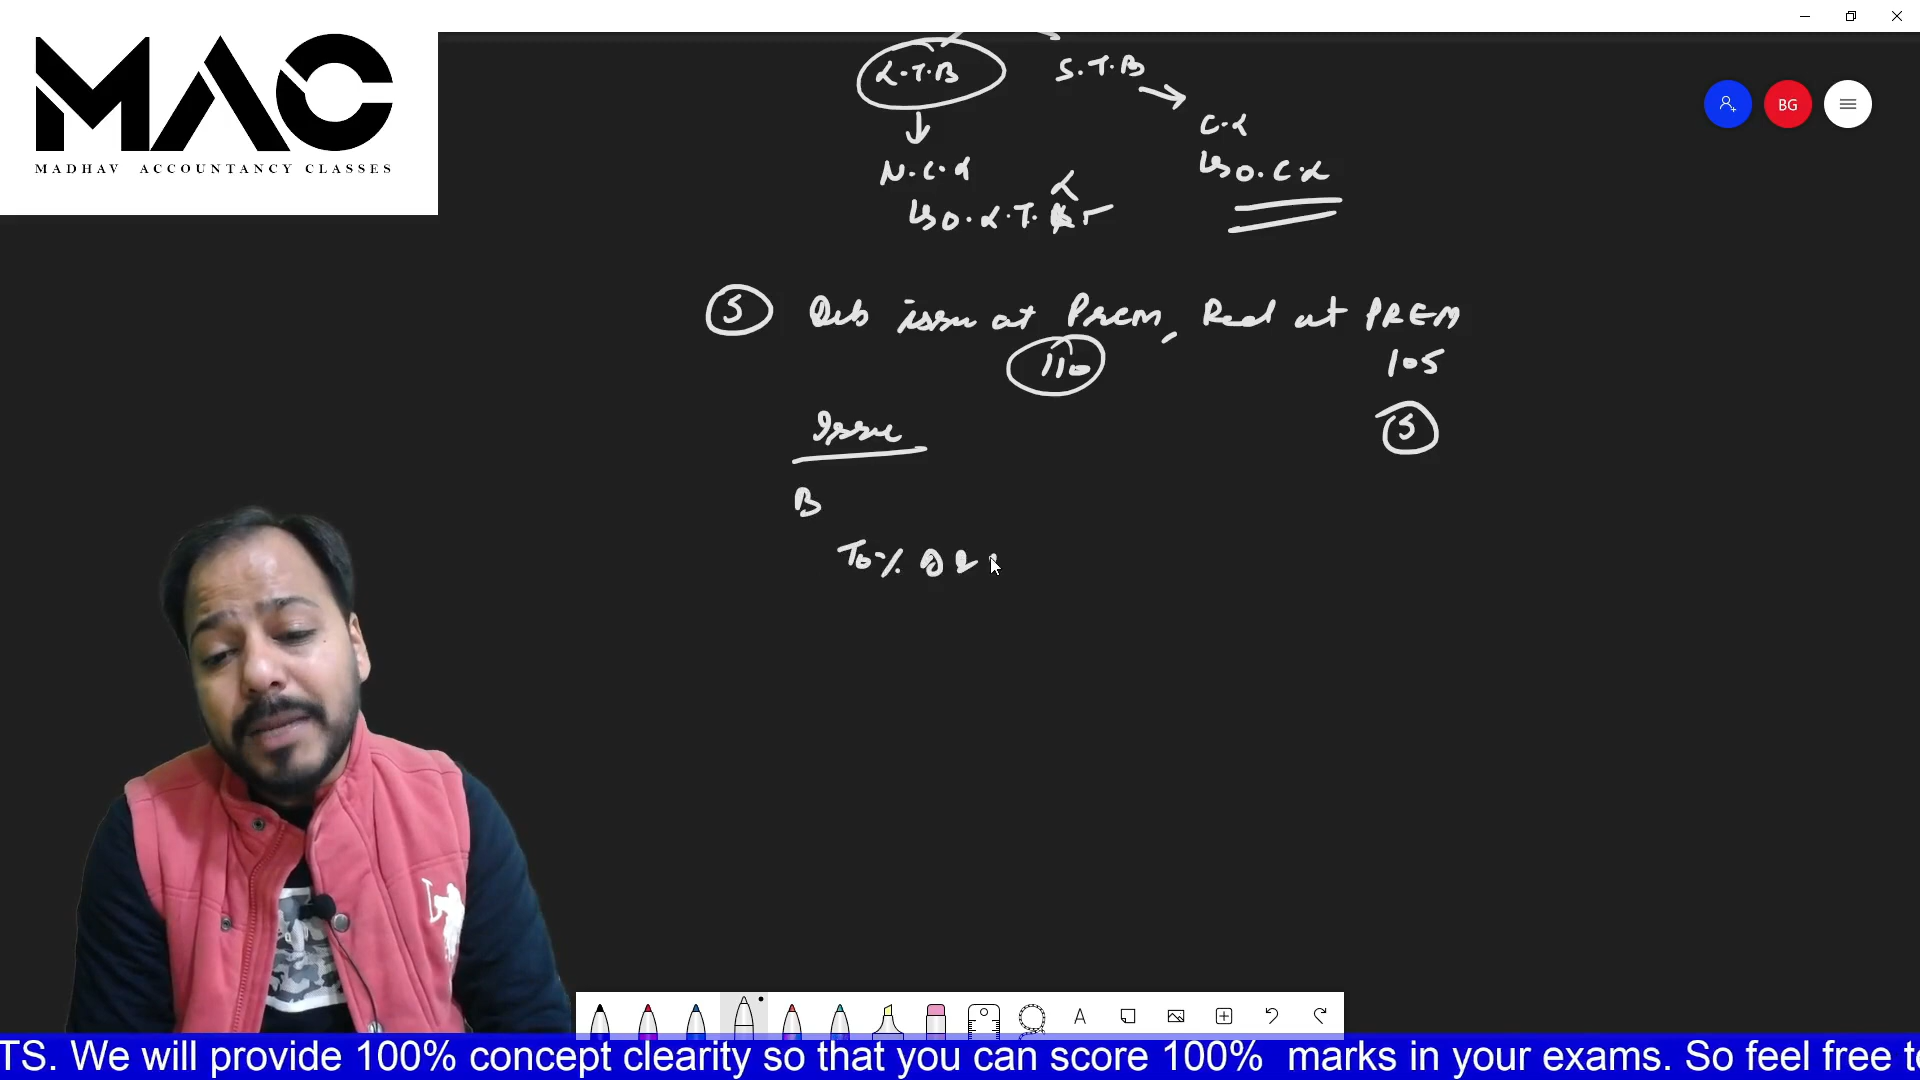 MAC
MADHAV ACCOUNTANCY CLASSES
L.T.B
S.T.B
C.L
O.C.L
N.C.L
O.L.T.L
BG
5 Deb issue at Prem, Red at PREM
110
105
5
Issue
B
To % De
TS. We will provide 100% concept clearity so that you can score 100% marks in your exams. So feel free to